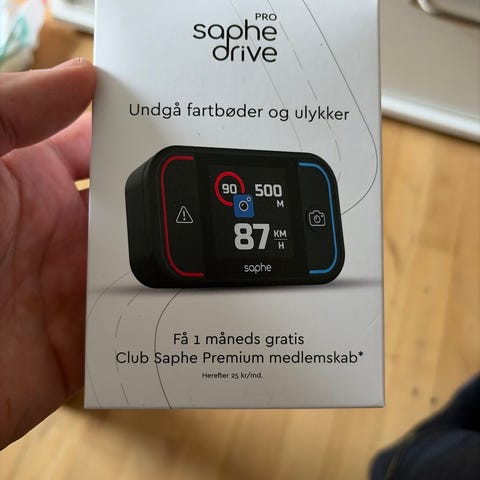 PRO
saphe
drive
Undgå fartbøder og ulykker
90 500
M
87 KM
H
saphe
Få 1 måneds gratis
Club Saphe Premium medlemskab*
Herefter 25 kr/md.